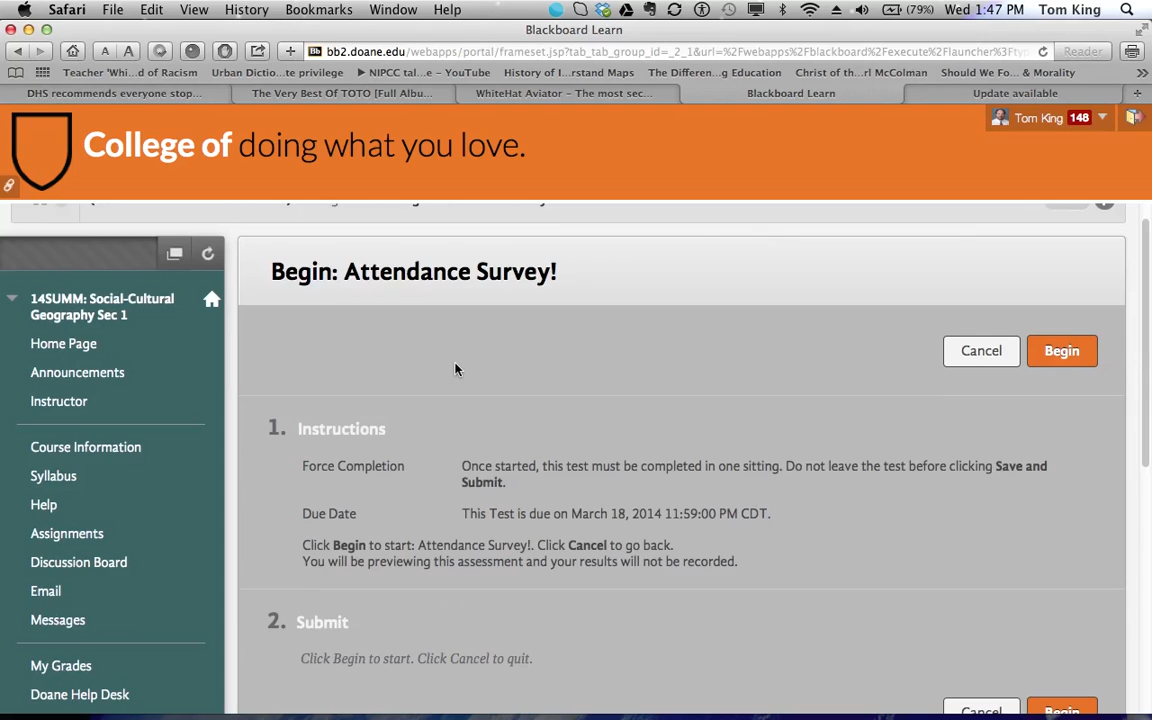 Safari File Edit View History Bookmarks Window Help (79%) Wed 1:47 PM Tom King
Blackboard Learn
A A bb2.doane.edu/webapps/portal/frameset.jsp?tab_tab_group_id=_2_1&url=%2Fwebapps%2Fblackboard%2Fexecute%2Flauncher%3Fty Reader
Teacher 'Whi...d of Racism Urban Dictio...te privilege ▶ NIPCC tal...e – YouTube History of I...rstand Maps The Differen...g Education Christ of th...rl McColman Should We Fo... & Morality
DHS recommends everyone stop... The Very Best Of TOTO [Full Albu... WhiteHat Aviator – The most sec... Blackboard Learn Update available
Tom King 148
College of doing what you love.
Begin: Attendance Survey!
14SUMM: Social-Cultural
Geography Sec 1
Home Page
Announcements
Instructor
Course Information
Syllabus
Help
Assignments
Discussion Board
Email
Messages
My Grades
Doane Help Desk
Cancel Begin
1. Instructions
Force Completion Once started, this test must be completed in one sitting. Do not leave the test before clicking Save and
Submit.
Due Date This Test is due on March 18, 2014 11:59:00 PM CDT.
Click Begin to start: Attendance Survey!. Click Cancel to go back.
You will be previewing this assessment and your results will not be recorded.
2. Submit
Click Begin to start. Click Cancel to quit.
Cancel Begin